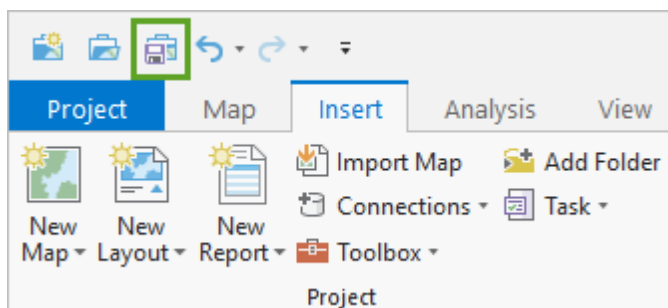 Project Map Insert Analysis View
Import Map Add Folder
New Map New Layout New Report Connections Task
Toolbox
Project